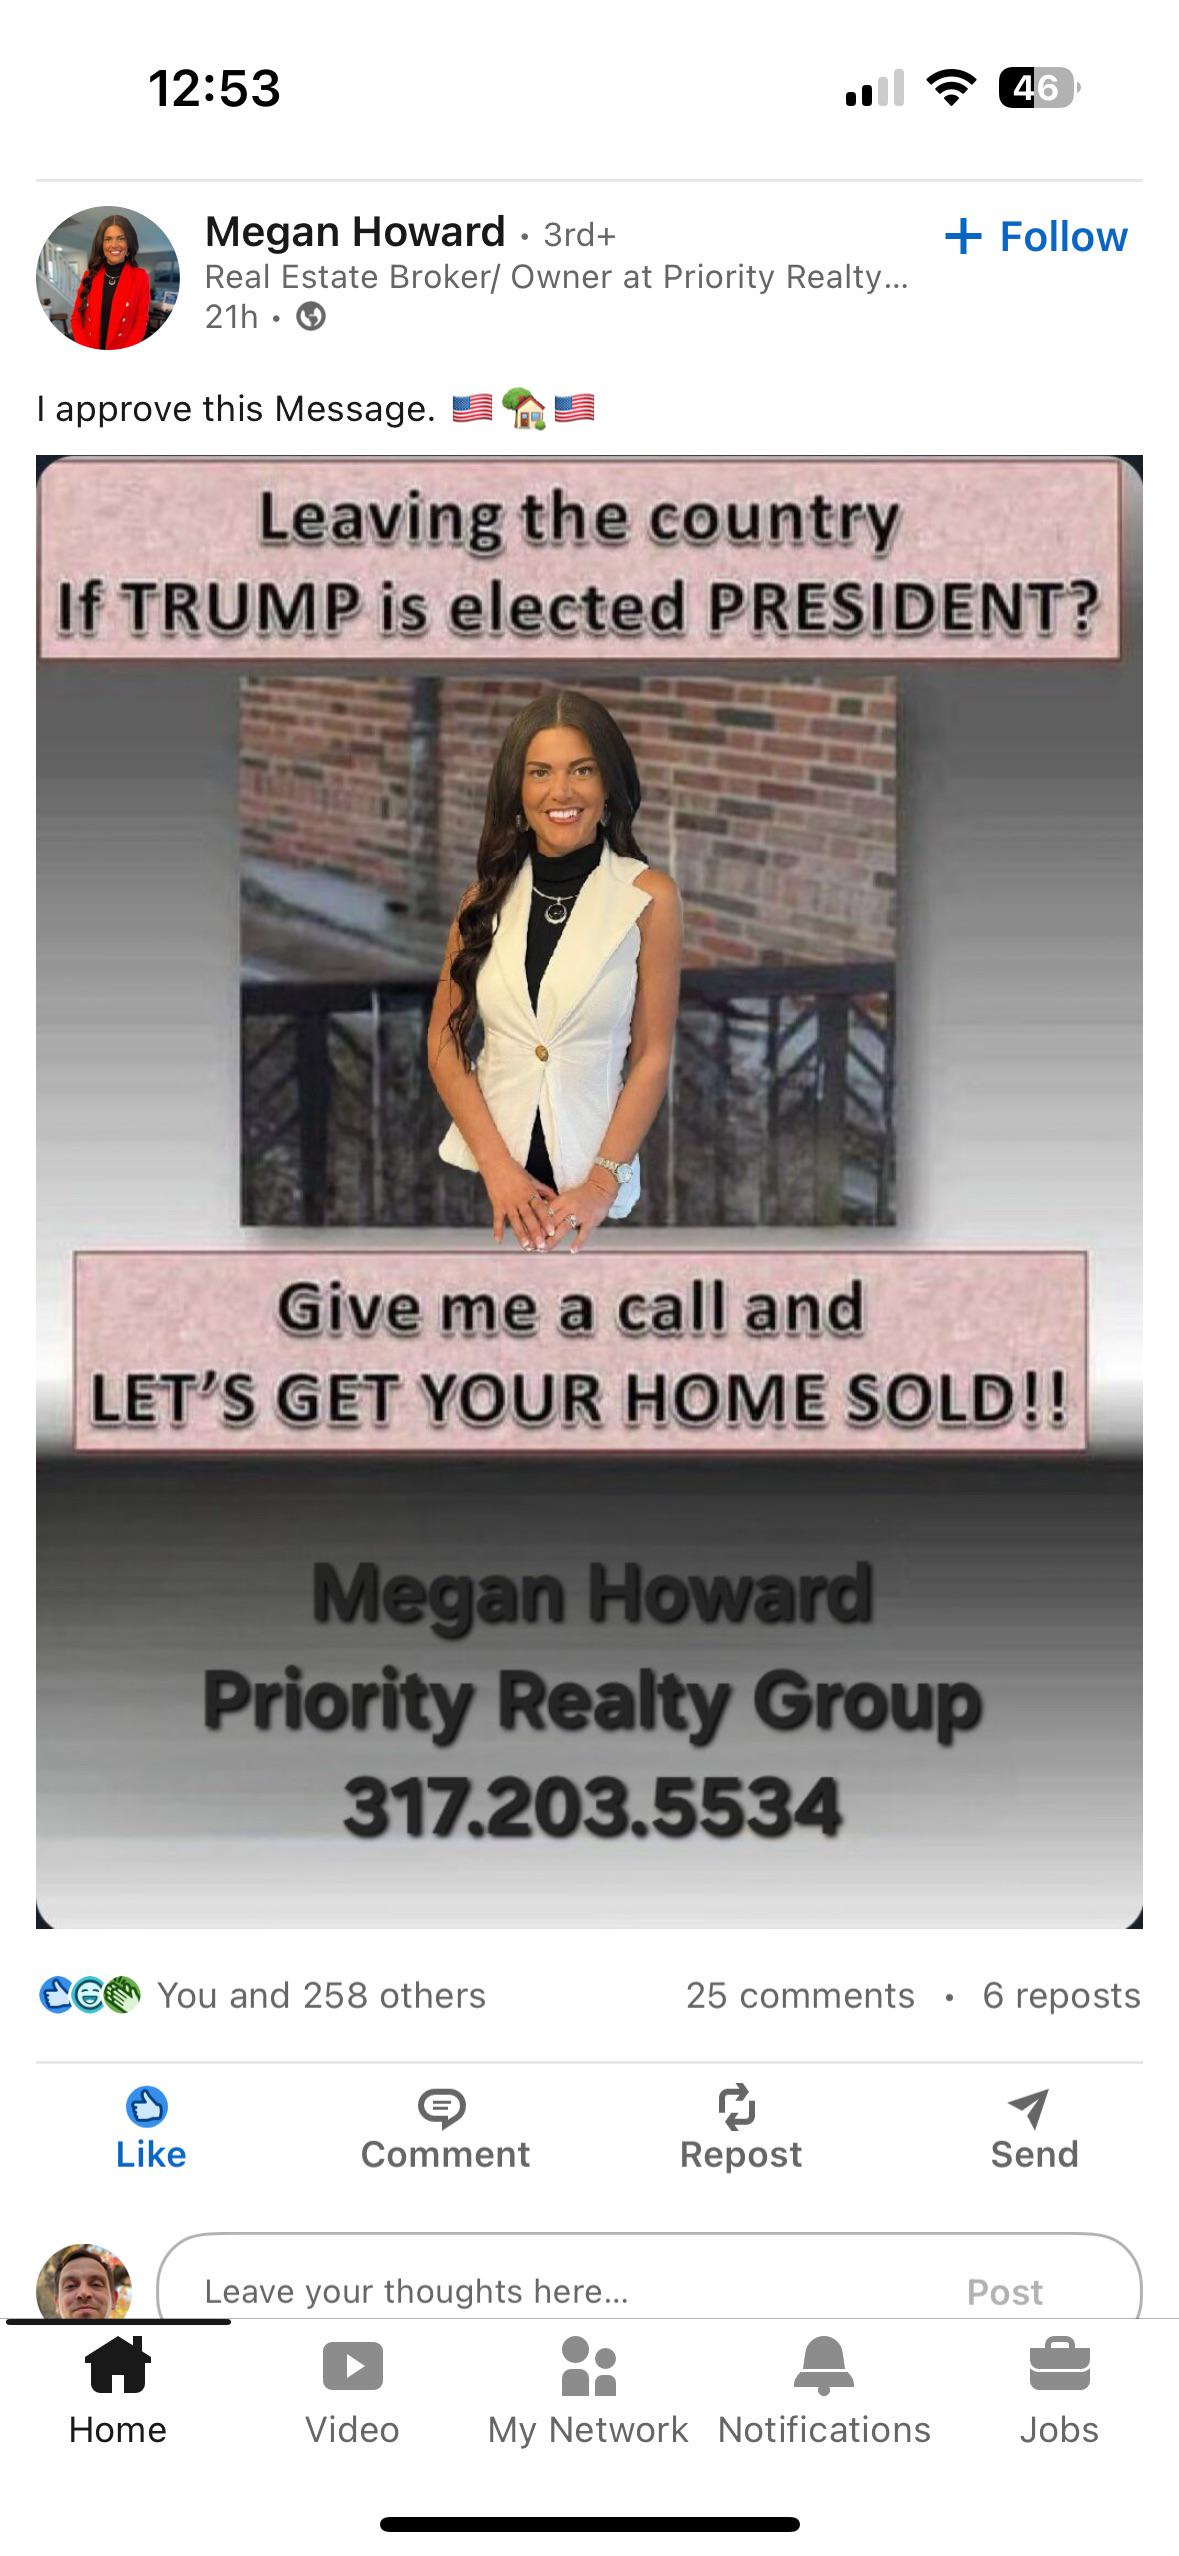 12:53
46
Megan Howard • 3rd+
+ Follow
Real Estate Broker/ Owner at Priority Realty...
21h •
I approve this Message. 🇺🇸🏡🇺🇸
Leaving the country
If TRUMP is elected PRESIDENT?
Give me a call and
LET'S GET YOUR HOME SOLD!!
Megan Howard
Priority Realty Group
317.203.5534
You and 258 others
25 comments • 6 reposts
Like
Comment
Repost
Send
Leave your thoughts here...
Post
Home
Video
My Network
Notifications
Jobs